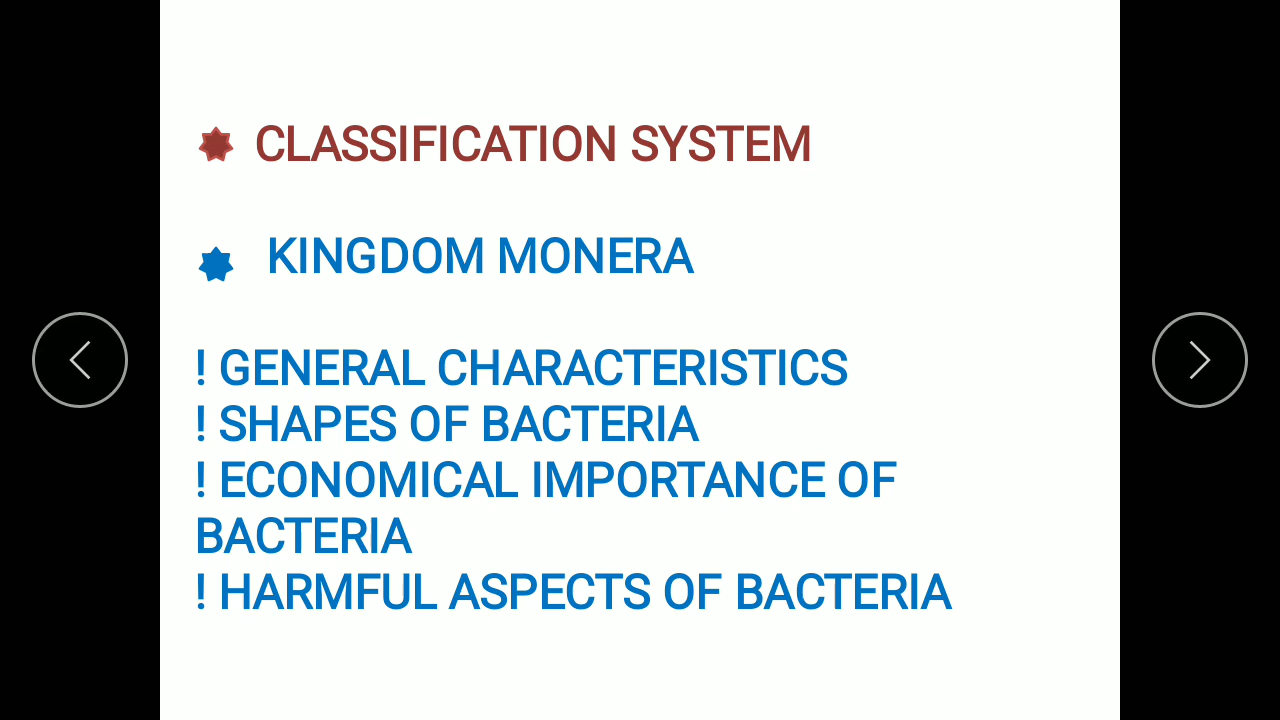 CLASSIFICATION SYSTEM
KINGDOM MONERA
! GENERAL CHARACTERISTICS
! SHAPES OF BACTERIA
! ECONOMICAL IMPORTANCE OF
BACTERIA
! HARMFUL ASPECTS OF BACTERIA